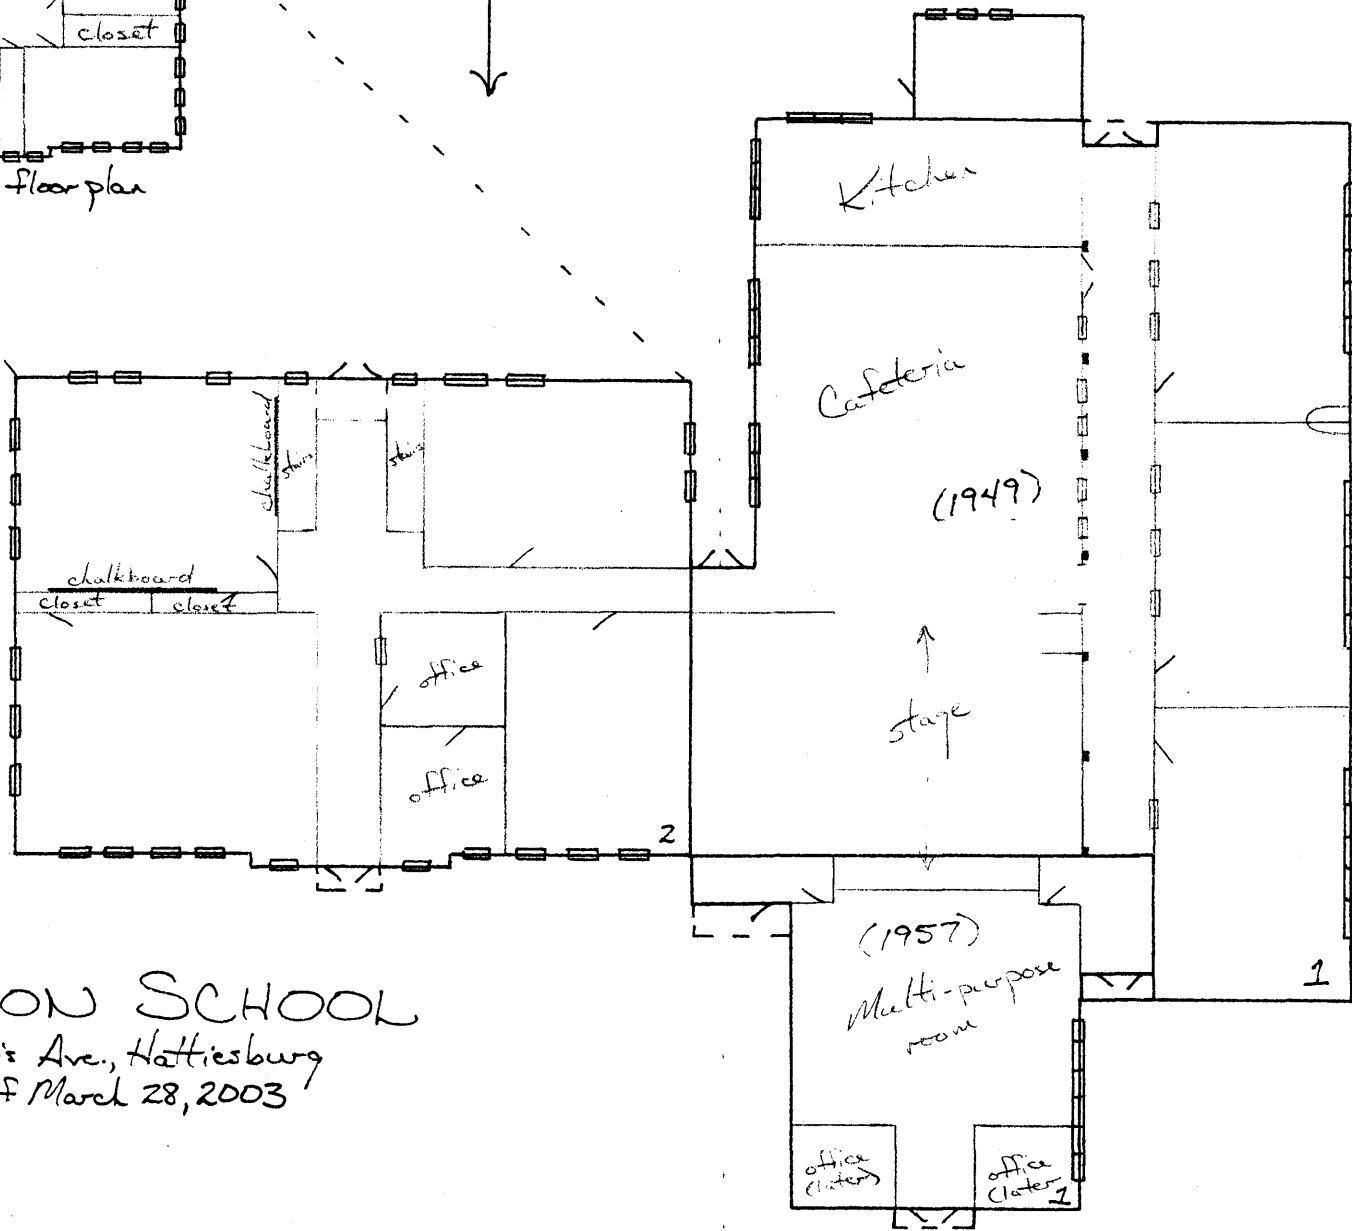 closet
floor plan
Kitchen
Cafeteria
(1949)
chalkboard
stairs
stairs
chalkboard
closet
closet
office
office
stage
2
(1957)
Multi-purpose
room
1
ON SCHOOL
's Ave., Hattiesburg
f March 28, 2003
office
(later)
office
(later
1